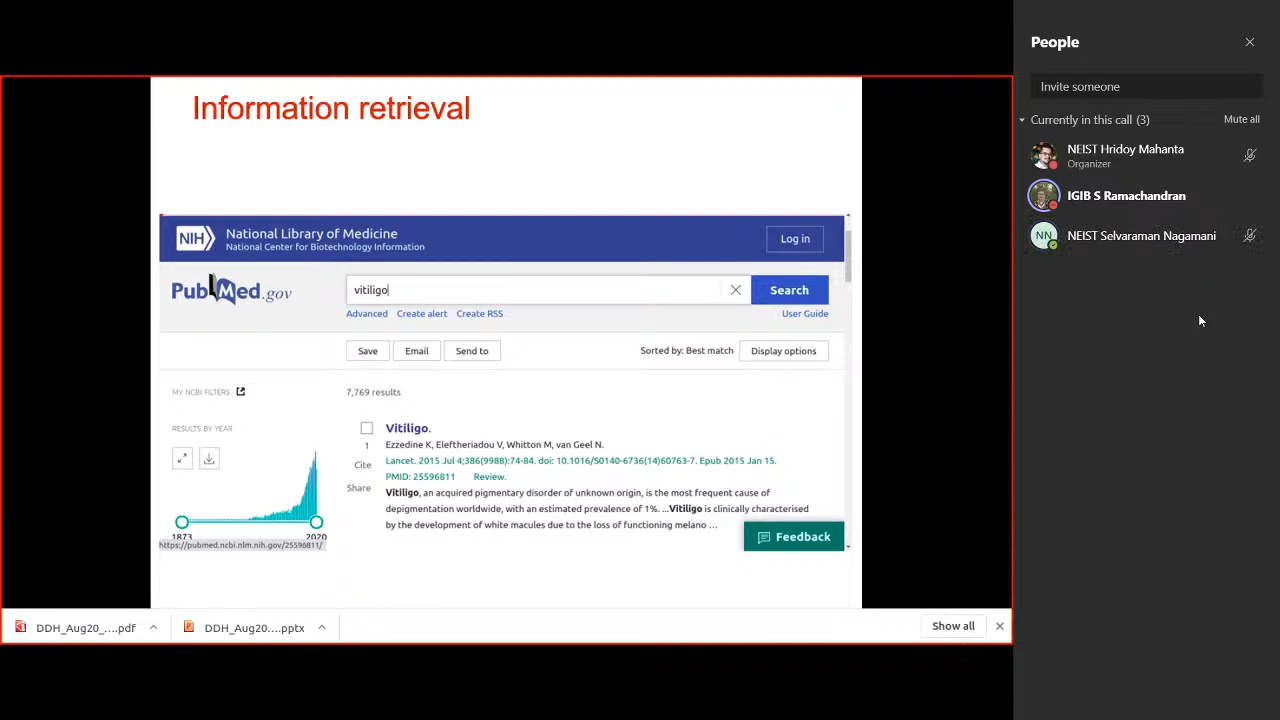 Information retrieval
NIH
National Library of Medicine
National Center for Biotechnology Information
Log in
PubMed.gov
vitiligo
Search
Advanced
Create alert
Create RSS
User Guide
Save
Email
Send to
Sorted by: Best match
Display options
MY NCBI FILTERS
7,769 results
RESULTS BY YEAR
1873
2020
https://pubmed.ncbi.nlm.nih.gov/25596811/
1
Cite
Share
Vitiligo.
Ezzedine K, Eleftheriadou V, Whitton M, van Geel N.
Lancet. 2015 Jul 4;386(9988):74-84. doi: 10.1016/S0140-6736(14)60763-7. Epub 2015 Jan 15.
PMID: 25596811 Review.
Vitiligo, an acquired pigmentary disorder of unknown origin, is the most frequent cause of
depigmentation worldwide, with an estimated prevalence of 1%. ...Vitiligo is clinically characterised
by the development of white macules due to the loss of functioning melano ...
Feedback
DDH_Aug20_....pdf
DDH_Aug20....pptx
Show all
People
Invite someone
Currently in this call (3)
Mute all
NEIST Hridoy Mahanta
Organizer
IGIB S Ramachandran
NN
NEIST Selvaraman Nagamani